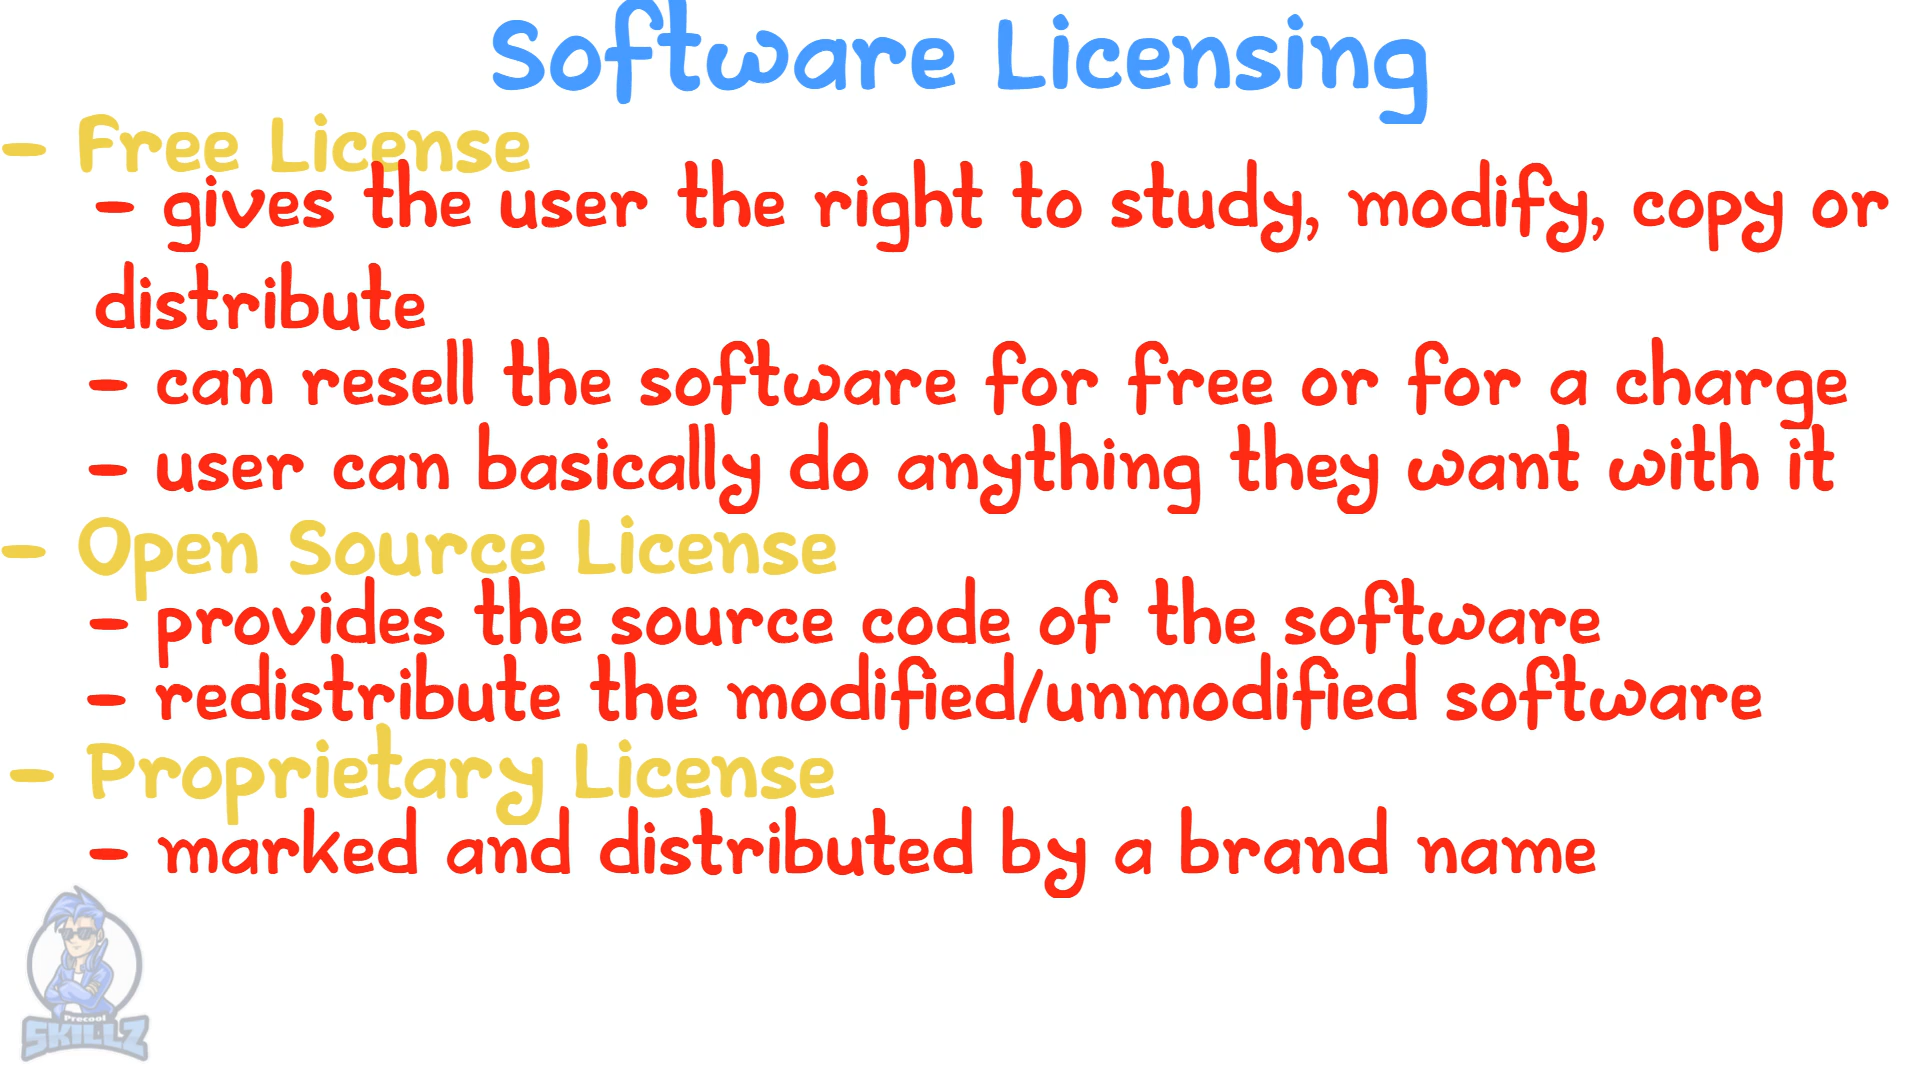 Software Licensing
- Free License
- gives the user the right to study, modify, copy or
distribute
- can resell the software for free or for a charge
- user can basically do anything they want with it
- Open Source License
- provides the source code of the software
- redistribute the modified/unmodified software
- Proprietary License
- marked and distributed by a brand name
Precool
SKILLZ